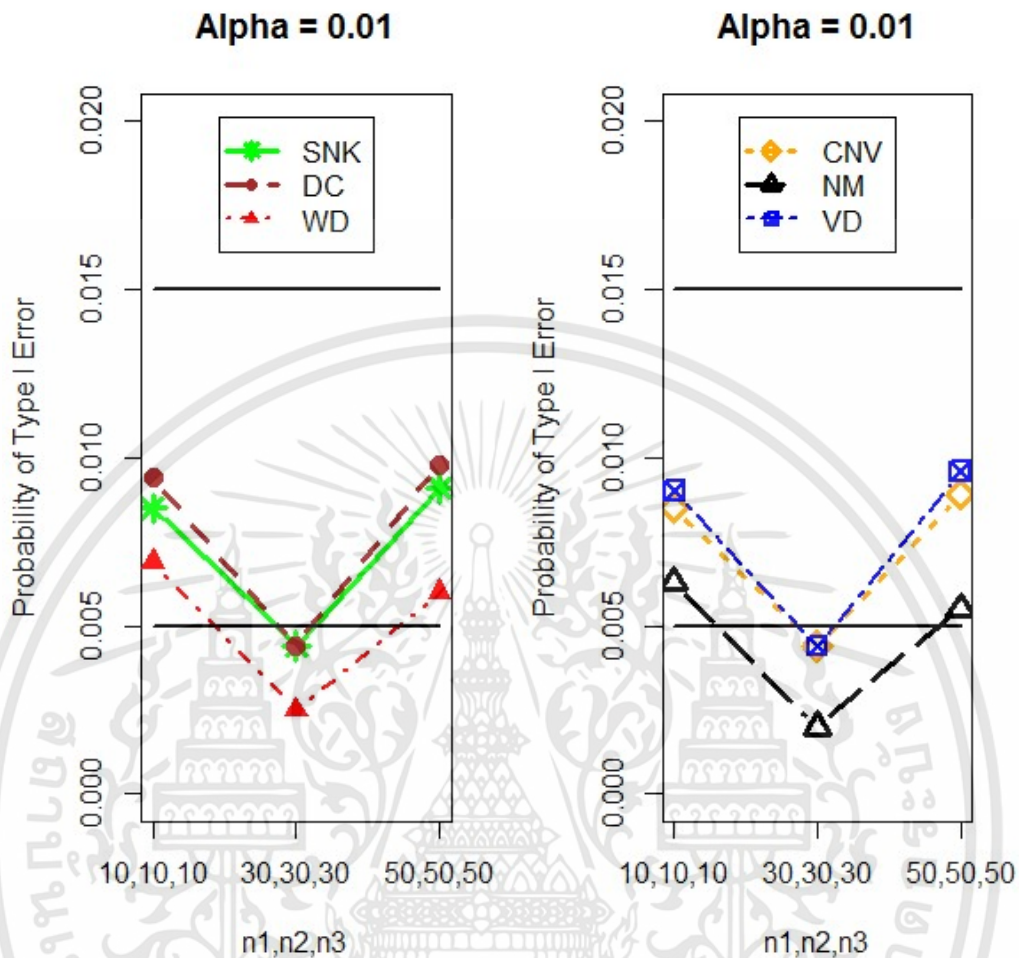 Alpha = 0.01
Probability of Type I Error
0.020
0.015
0.010
0.005
0.000
SNK
DC
WD
10,10,10
30,30,30
50,50,50
n1,n2,n3
Alpha = 0.01
Probability of Type I Error
0.020
0.015
0.010
0.005
0.000
CNV
NM
VD
10,10,10
30,30,30
50,50,50
n1,n2,n3